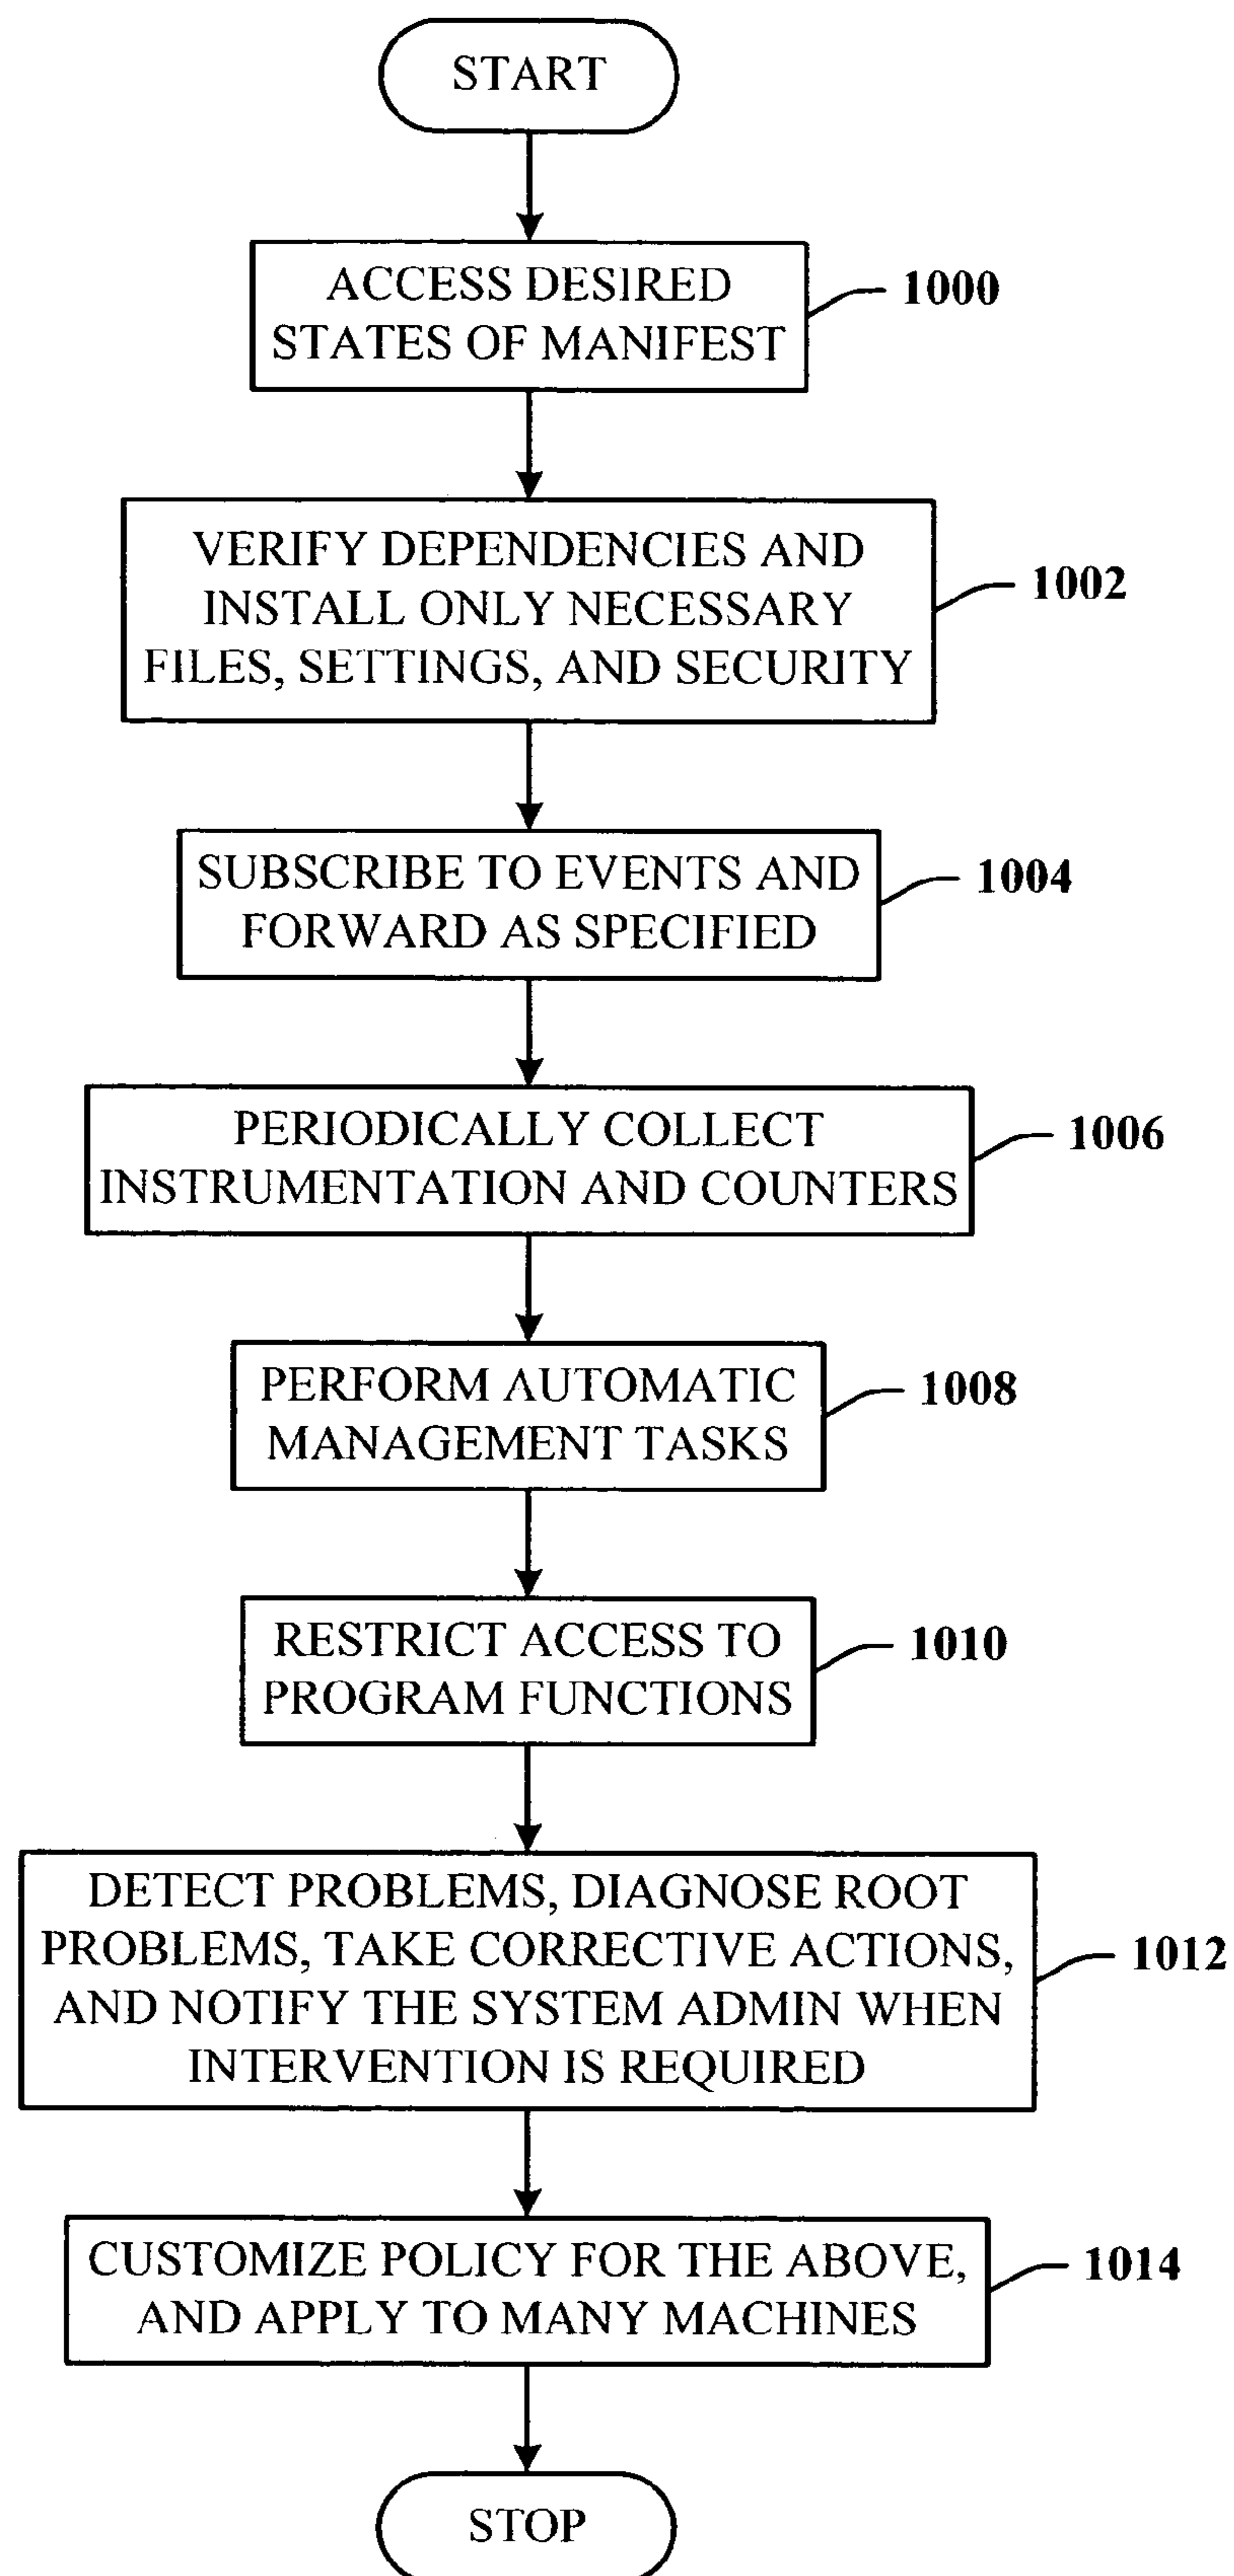 START
ACCESS DESIRED
STATES OF MANIFEST
1000
VERIFY DEPENDENCIES AND
INSTALL ONLY NECESSARY
FILES, SETTINGS, AND SECURITY
1002
SUBSCRIBE TO EVENTS AND
FORWARD AS SPECIFIED
1004
PERIODICALLY COLLECT
INSTRUMENTATION AND COUNTERS
1006
PERFORM AUTOMATIC
MANAGEMENT TASKS
1008
RESTRICT ACCESS TO
PROGRAM FUNCTIONS
1010
DETECT PROBLEMS, DIAGNOSE ROOT
PROBLEMS, TAKE CORRECTIVE ACTIONS,
AND NOTIFY THE SYSTEM ADMIN WHEN
INTERVENTION IS REQUIRED
1012
CUSTOMIZE POLICY FOR THE ABOVE,
AND APPLY TO MANY MACHINES
1014
STOP